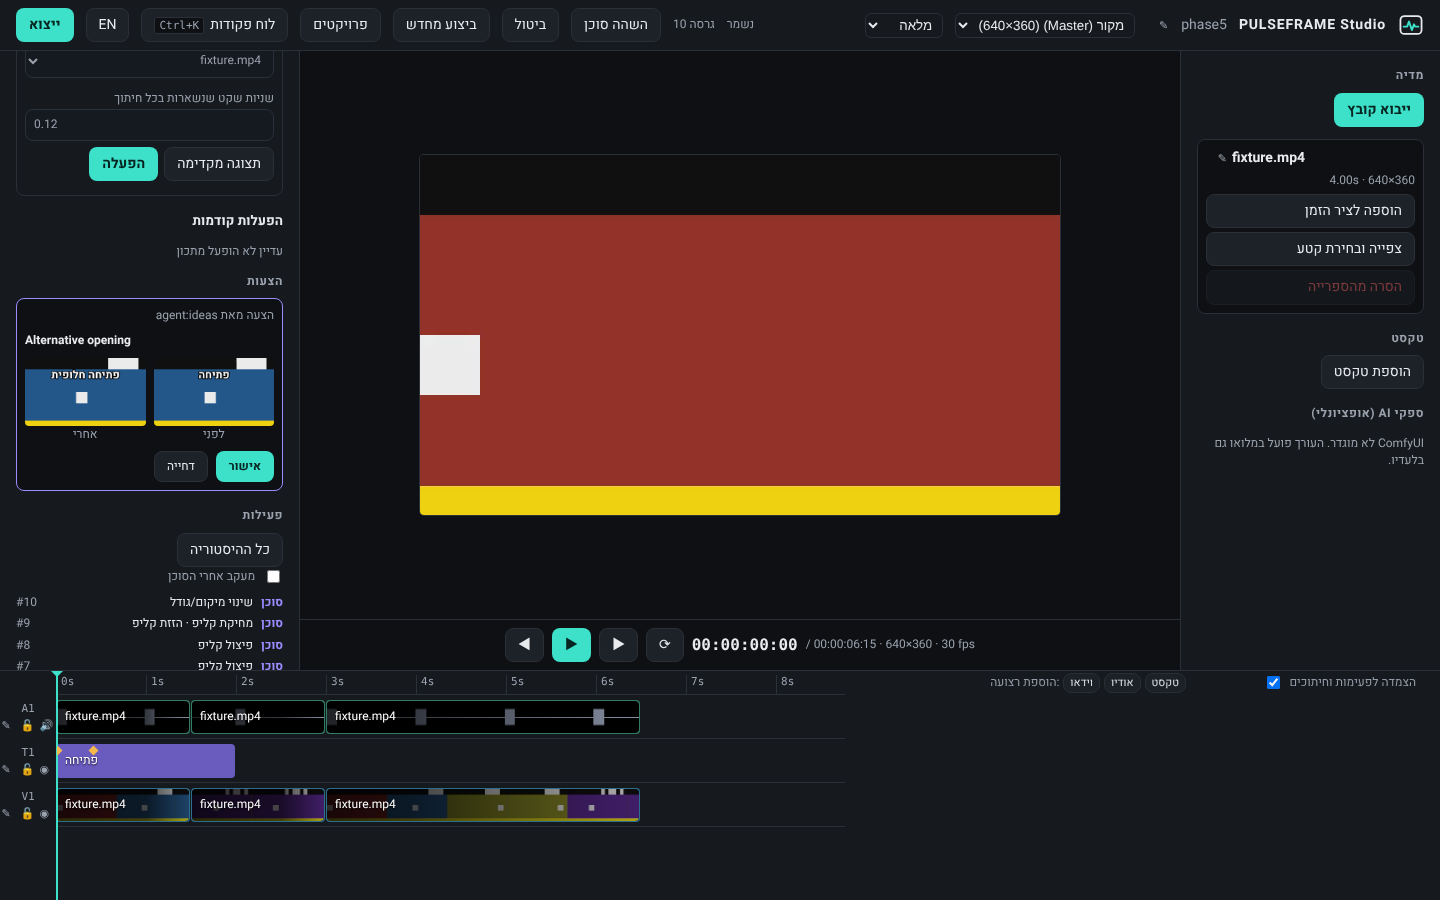 PULSEFRAME Studio
phase5
מקור (Master) (640×360)
מלאה
נשמר
גרסה 10
השהה סוכן
ביטול
ביצוע מחדש
פרויקטים
לוח פקודות Ctrl+K
EN
ייצוא
מדיה
ייבוא קובץ
fixture.mp4
4.00s · 640×360
הוספה לציר הזמן
צפייה ובחירת קטע
הסרה מהספרייה
טקסט
הוספת טקסט
ספקי AI (אופציונלי)
ComfyUI לא מוגדר. העורך פועל במלואו גם
בלעדיו.
00:00:00:00 / 00:00:06:15 · 640×360 · 30 fps
fixture.mp4
שניות שקט שנשארות בכל חיתוך
0.12
תצוגה מקדימה
הפעלה
הפעלות קודמות
עדיין לא הופעל מתכון
הצעות
הצעה מאת agent:ideas
Alternative opening
פתיחה
פתיחה חלופית
לפני
אחרי
אישור
דחייה
פעילות
כל ההיסטוריה
מעקב אחרי הסוכן
סוכן שינוי מיקום/גודל #10
סוכן מחיקת קליפ · הזזת קליפ #9
סוכן פיצול קליפ #8
סוכן פיצול קליפ #7
הצמדה לפעימות וחיתוכים
הוספת רצועה: וידאו אודיו טקסט
0s 1s 2s 3s 4s 5s 6s 7s 8s
A1
fixture.mp4 fixture.mp4 fixture.mp4
T1
פתיחה
V1
fixture.mp4 fixture.mp4 fixture.mp4